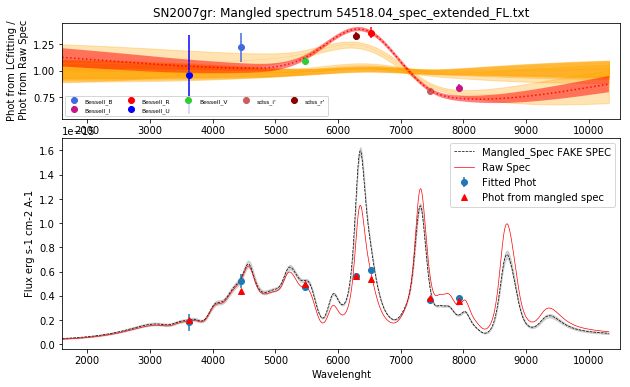 SN2007gr: Mangled spectrum 54518.04_spec_extended_FL.txt
Phot from LCfitting /
Phot from Raw Spec
1.25
1.00
0.75
Bessell_B
Bessell_R
Bessell_V
sdss_i'
sdss_r'
Bessell_I
Bessell_U
2000 3000 4000 5000 6000 7000 8000 9000 10000
1e−15
Flux erg s-1 cm-2 A-1
1.6
1.4
1.2
1.0
0.8
0.6
0.4
0.2
0.0
Mangled_Spec FAKE SPEC
Raw Spec
Fitted Phot
Phot from mangled spec
2000 3000 4000 5000 6000 7000 8000 9000 10000
Wavelenght